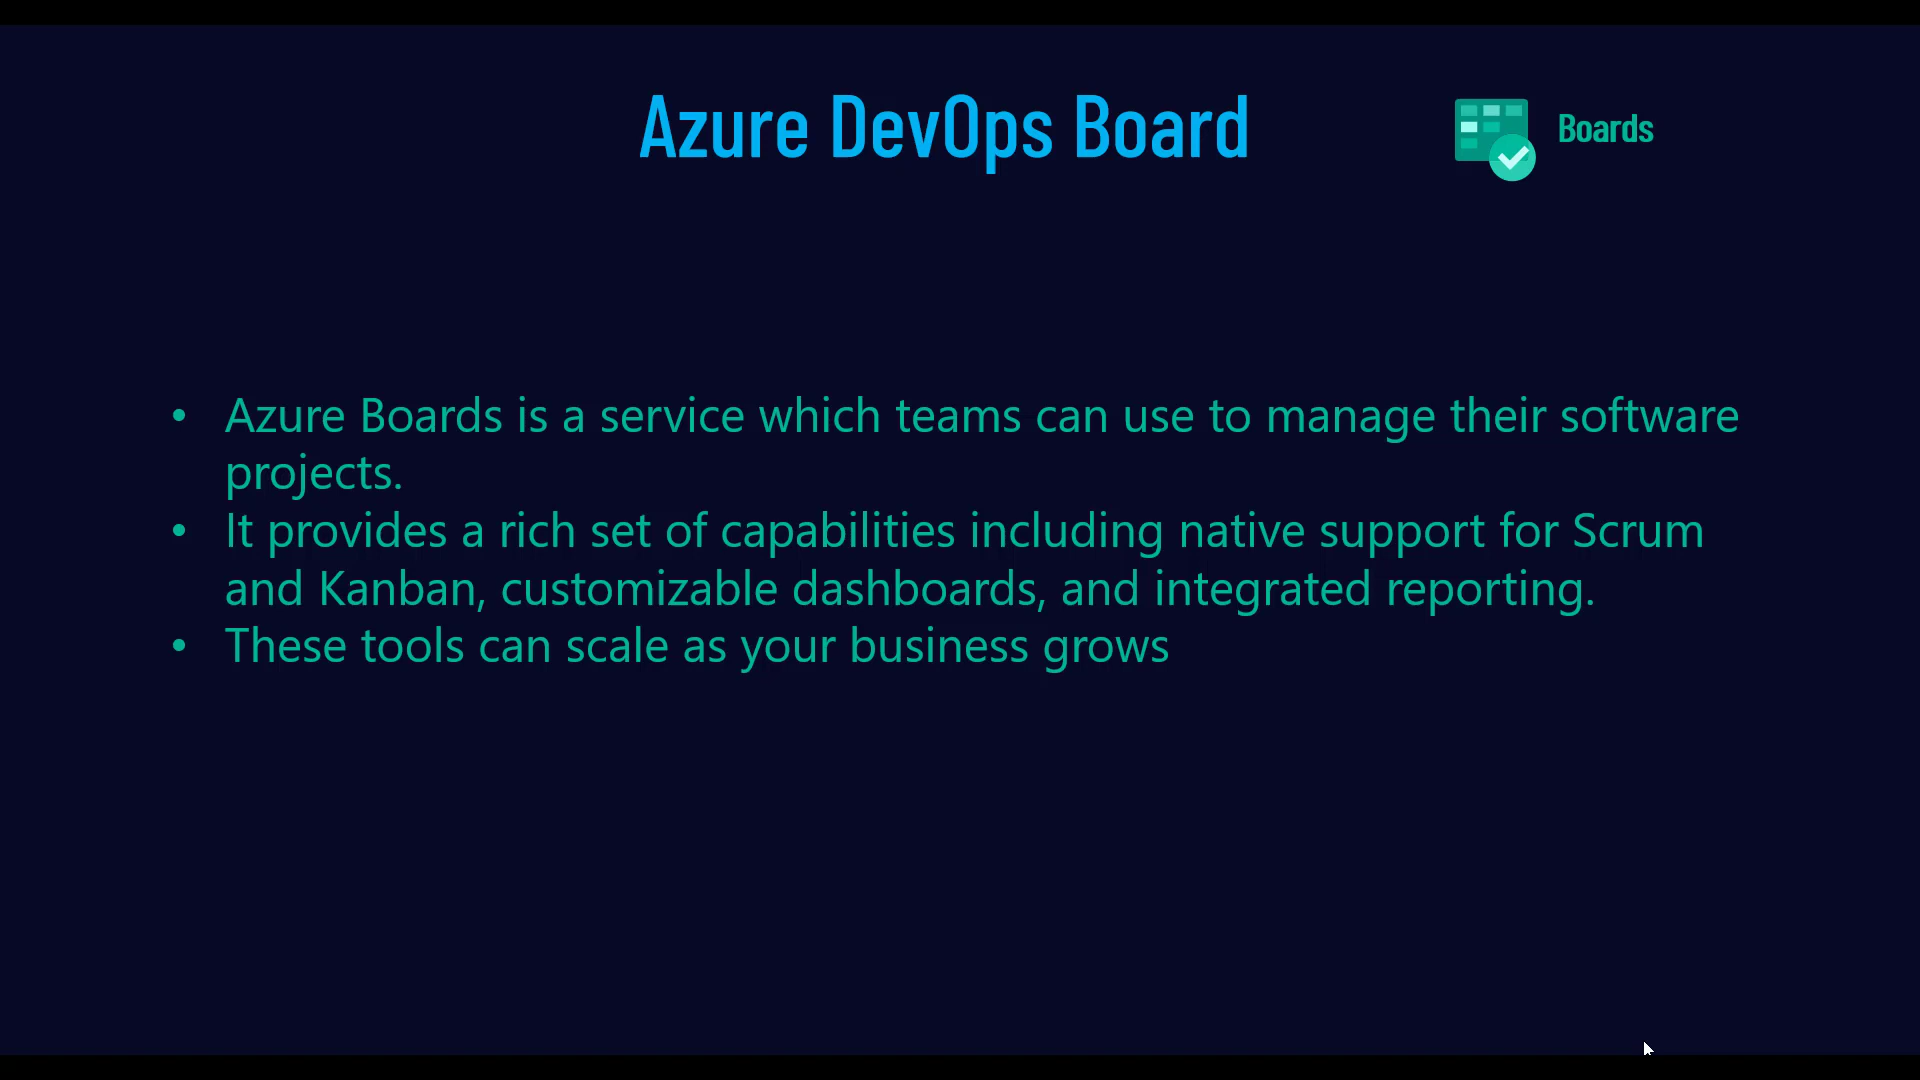 Azure DevOps Board
Boards
• Azure Boards is a service which teams can use to manage their software
projects.
• It provides a rich set of capabilities including native support for Scrum
and Kanban, customizable dashboards, and integrated reporting.
• These tools can scale as your business grows